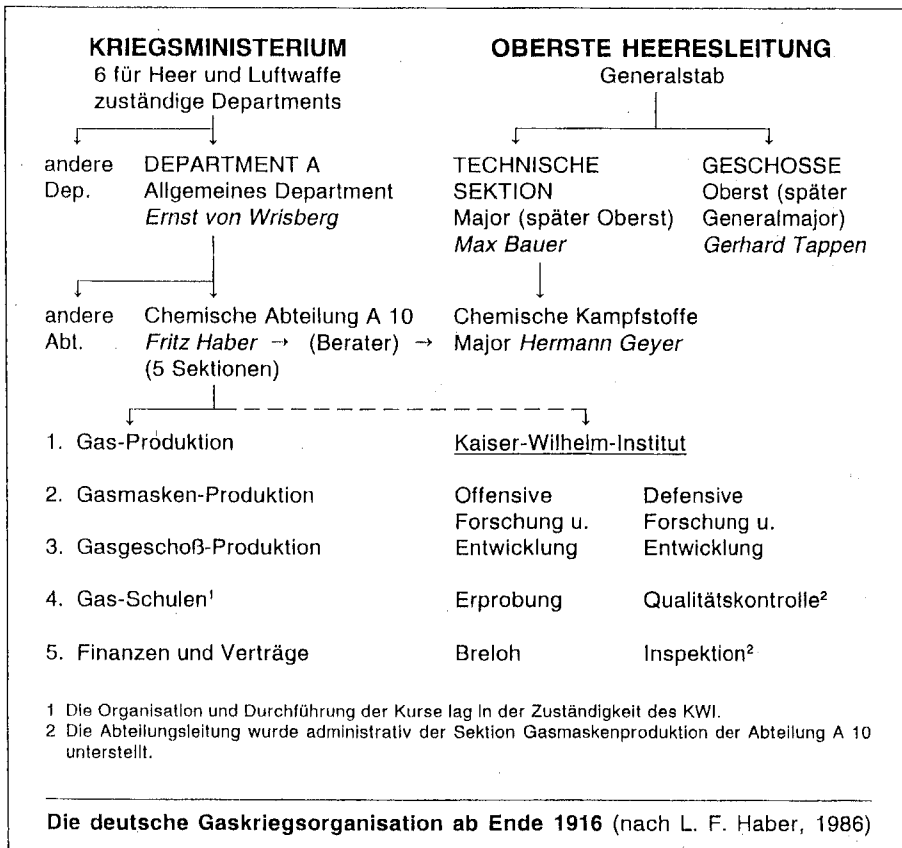 KRIEGSMINISTERIUM
6 für Heer und Luftwaffe
zuständige Departments
OBERSTE HEERESLEITUNG
Generalstab
andere
Dep.
DEPARTMENT A
Allgemeines Department
Ernst von Wrisberg
TECHNISCHE
SEKTION
Major (später Oberst)
Max Bauer
GESCHOSSE
Oberst (später
Generalmajor)
Gerhard Tappen
andere
Abt.
Chemische Abteilung A 10
Fritz Haber → (Berater) →
(5 Sektionen)
Chemische Kampfstoffe
Major Hermann Geyer
1. Gas-Produktion
2. Gasmasken-Produktion
3. Gasgeschoß-Produktion
4. Gas-Schulen¹
5. Finanzen und Verträge
Kaiser-Wilhelm-Institut
Offensive
Forschung u.
Entwicklung
Erprobung
Breloh
Defensive
Forschung u.
Entwicklung
Qualitätskontrolle²
Inspektion²
1 Die Organisation und Durchführung der Kurse lag in der Zuständigkeit des KWI.
2 Die Abteilungsleitung wurde administrativ der Sektion Gasmaskenproduktion der Abteilung A 10
unterstellt.
Die deutsche Gaskriegsorganisation ab Ende 1916 (nach L. F. Haber, 1986)